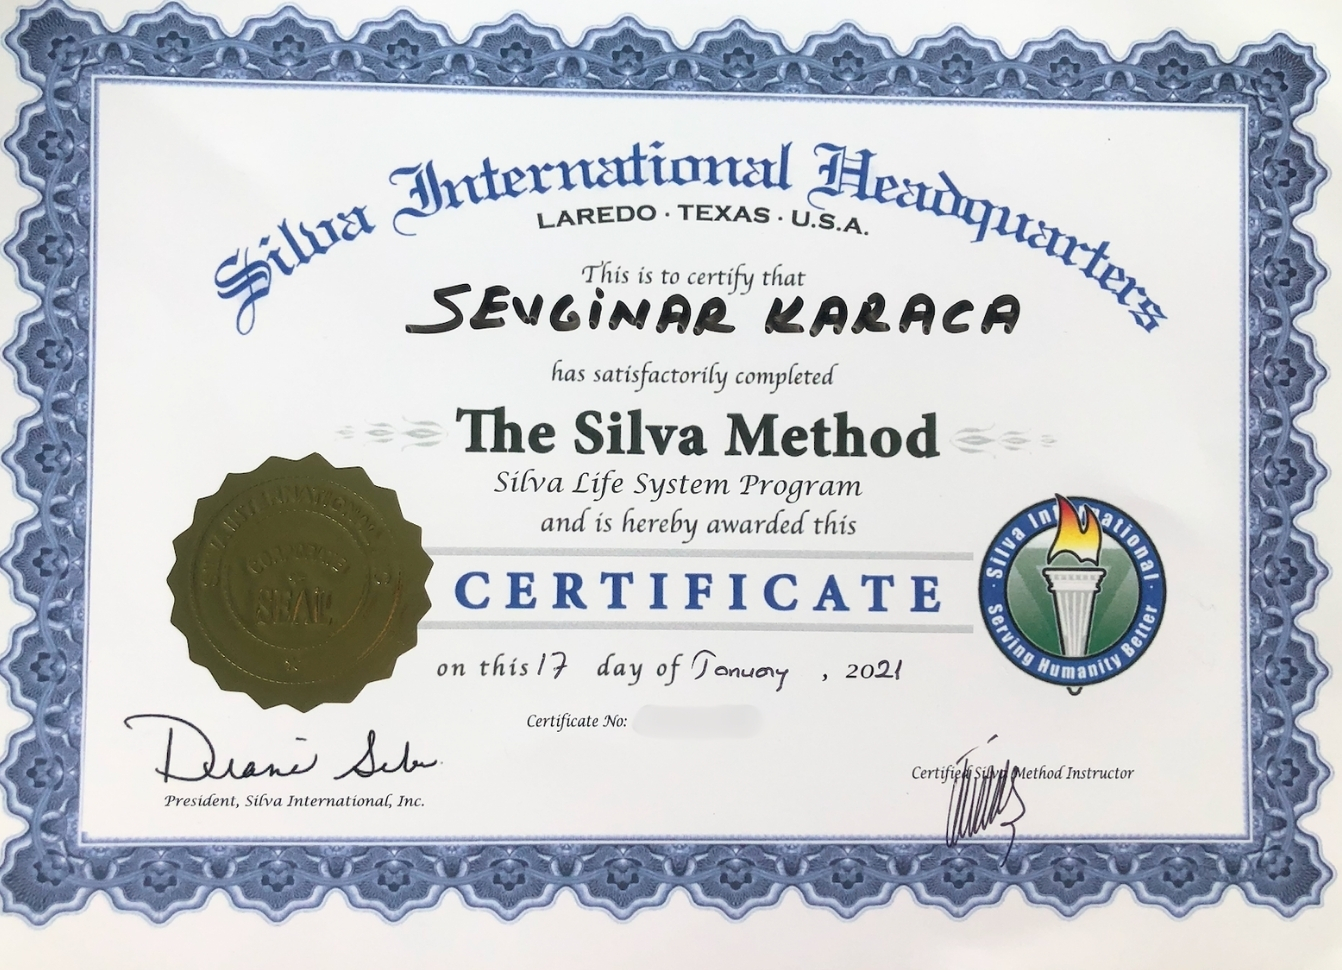 Silva International Headquarters
LAREDO · TEXAS · U.S.A.
This is to certify that
SEVGiNAR KARACA
has satisfactorily completed
The Silva Method
Silva Life System Program
and is hereby awarded this
CERTIFICATE
on this 17 day of January , 2021
Certificate No:
SEAL
Silva International
Serving Humanity Better
President, Silva International, Inc.
Certified Silva Method Instructor